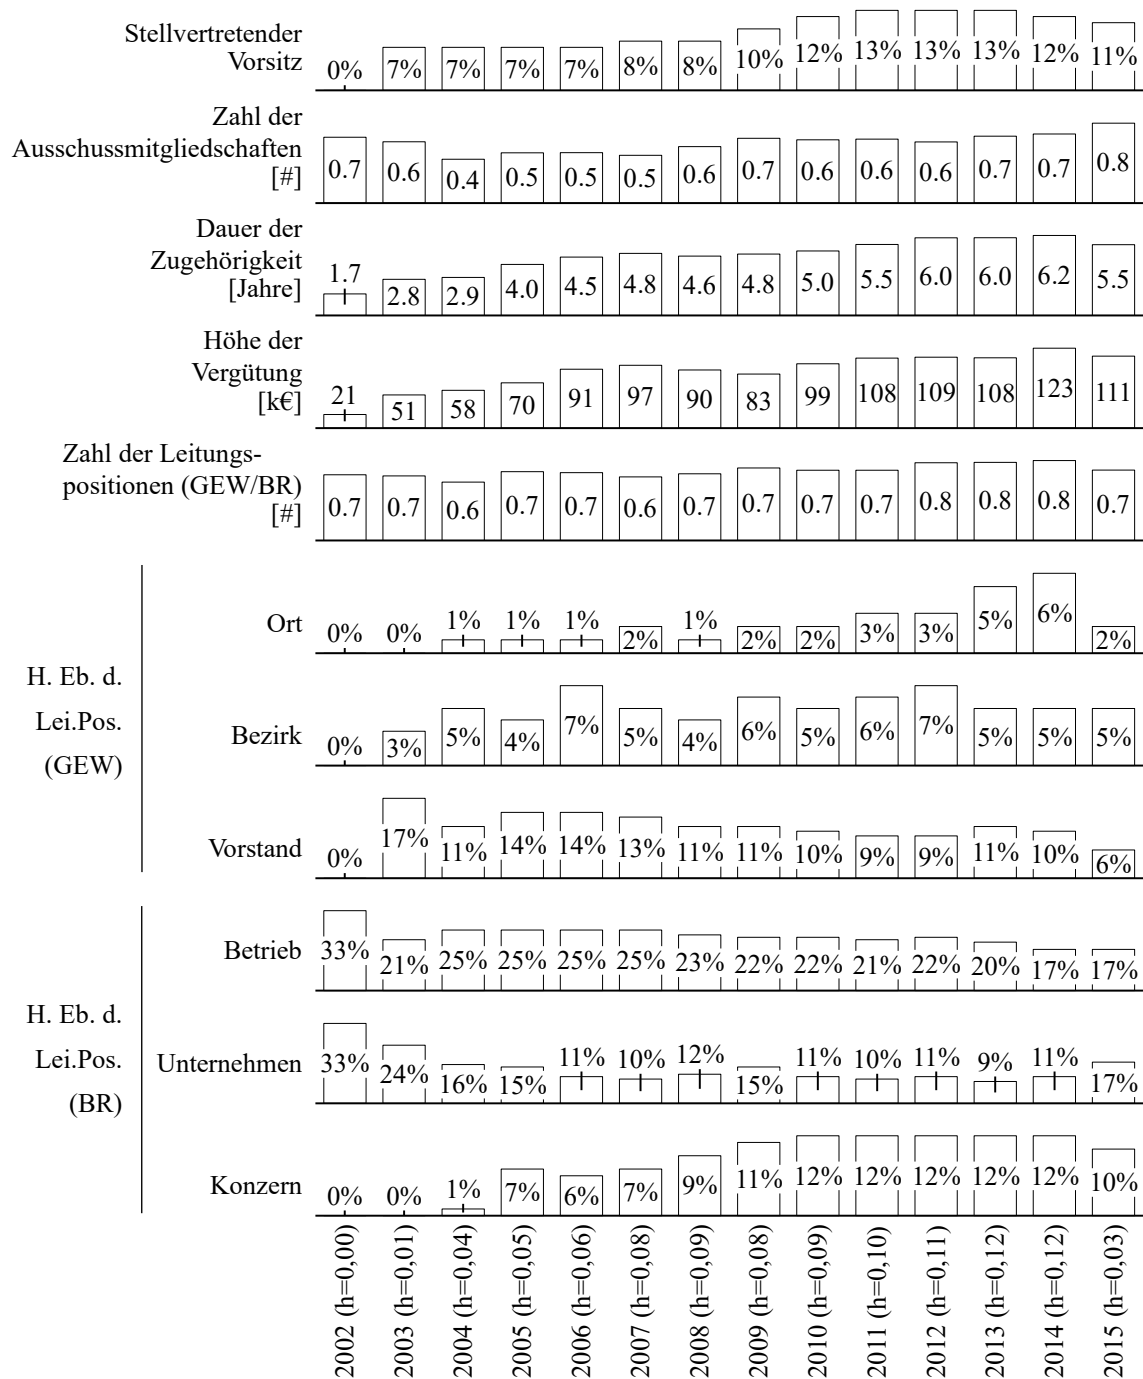 Stellvertretender
Vorsitz
0% 7% 7% 7% 7% 8% 8% 10% 12% 13% 13% 13% 12% 11%
Zahl der
Ausschussmitgliedschaften
[#]
0.7 0.6 0.4 0.5 0.5 0.5 0.6 0.7 0.6 0.6 0.6 0.7 0.7 0.8
Dauer der
Zugehörigkeit
[Jahre]
1.7 2.8 2.9 4.0 4.5 4.8 4.6 4.8 5.0 5.5 6.0 6.0 6.2 5.5
Höhe der
Vergütung
[k€]
21 51 58 70 91 97 90 83 99 108 109 108 123 111
Zahl der Leitungs-
positionen (GEW/BR)
[#]
0.7 0.7 0.6 0.7 0.7 0.6 0.7 0.7 0.7 0.7 0.8 0.8 0.8 0.7
H. Eb. d.
Lei.Pos.
(GEW)
Ort
0% 0% 1% 1% 1% 2% 1% 2% 2% 3% 3% 5% 6% 2%
Bezirk
0% 3% 5% 4% 7% 5% 4% 6% 5% 6% 7% 5% 5% 5%
Vorstand
0% 17% 11% 14% 14% 13% 11% 11% 10% 9% 9% 11% 10% 6%
H. Eb. d.
Lei.Pos.
(BR)
Betrieb
33% 21% 25% 25% 25% 25% 23% 22% 22% 21% 22% 20% 17% 17%
Unternehmen
33% 24% 16% 15% 11% 10% 12% 15% 11% 10% 11% 9% 11% 17%
Konzern
0% 0% 1% 7% 6% 7% 9% 11% 12% 12% 12% 12% 12% 10%
2002 (h=0,00)
2003 (h=0,01)
2004 (h=0,04)
2005 (h=0,05)
2006 (h=0,06)
2007 (h=0,08)
2008 (h=0,09)
2009 (h=0,08)
2010 (h=0,09)
2011 (h=0,10)
2012 (h=0,11)
2013 (h=0,12)
2014 (h=0,12)
2015 (h=0,03)